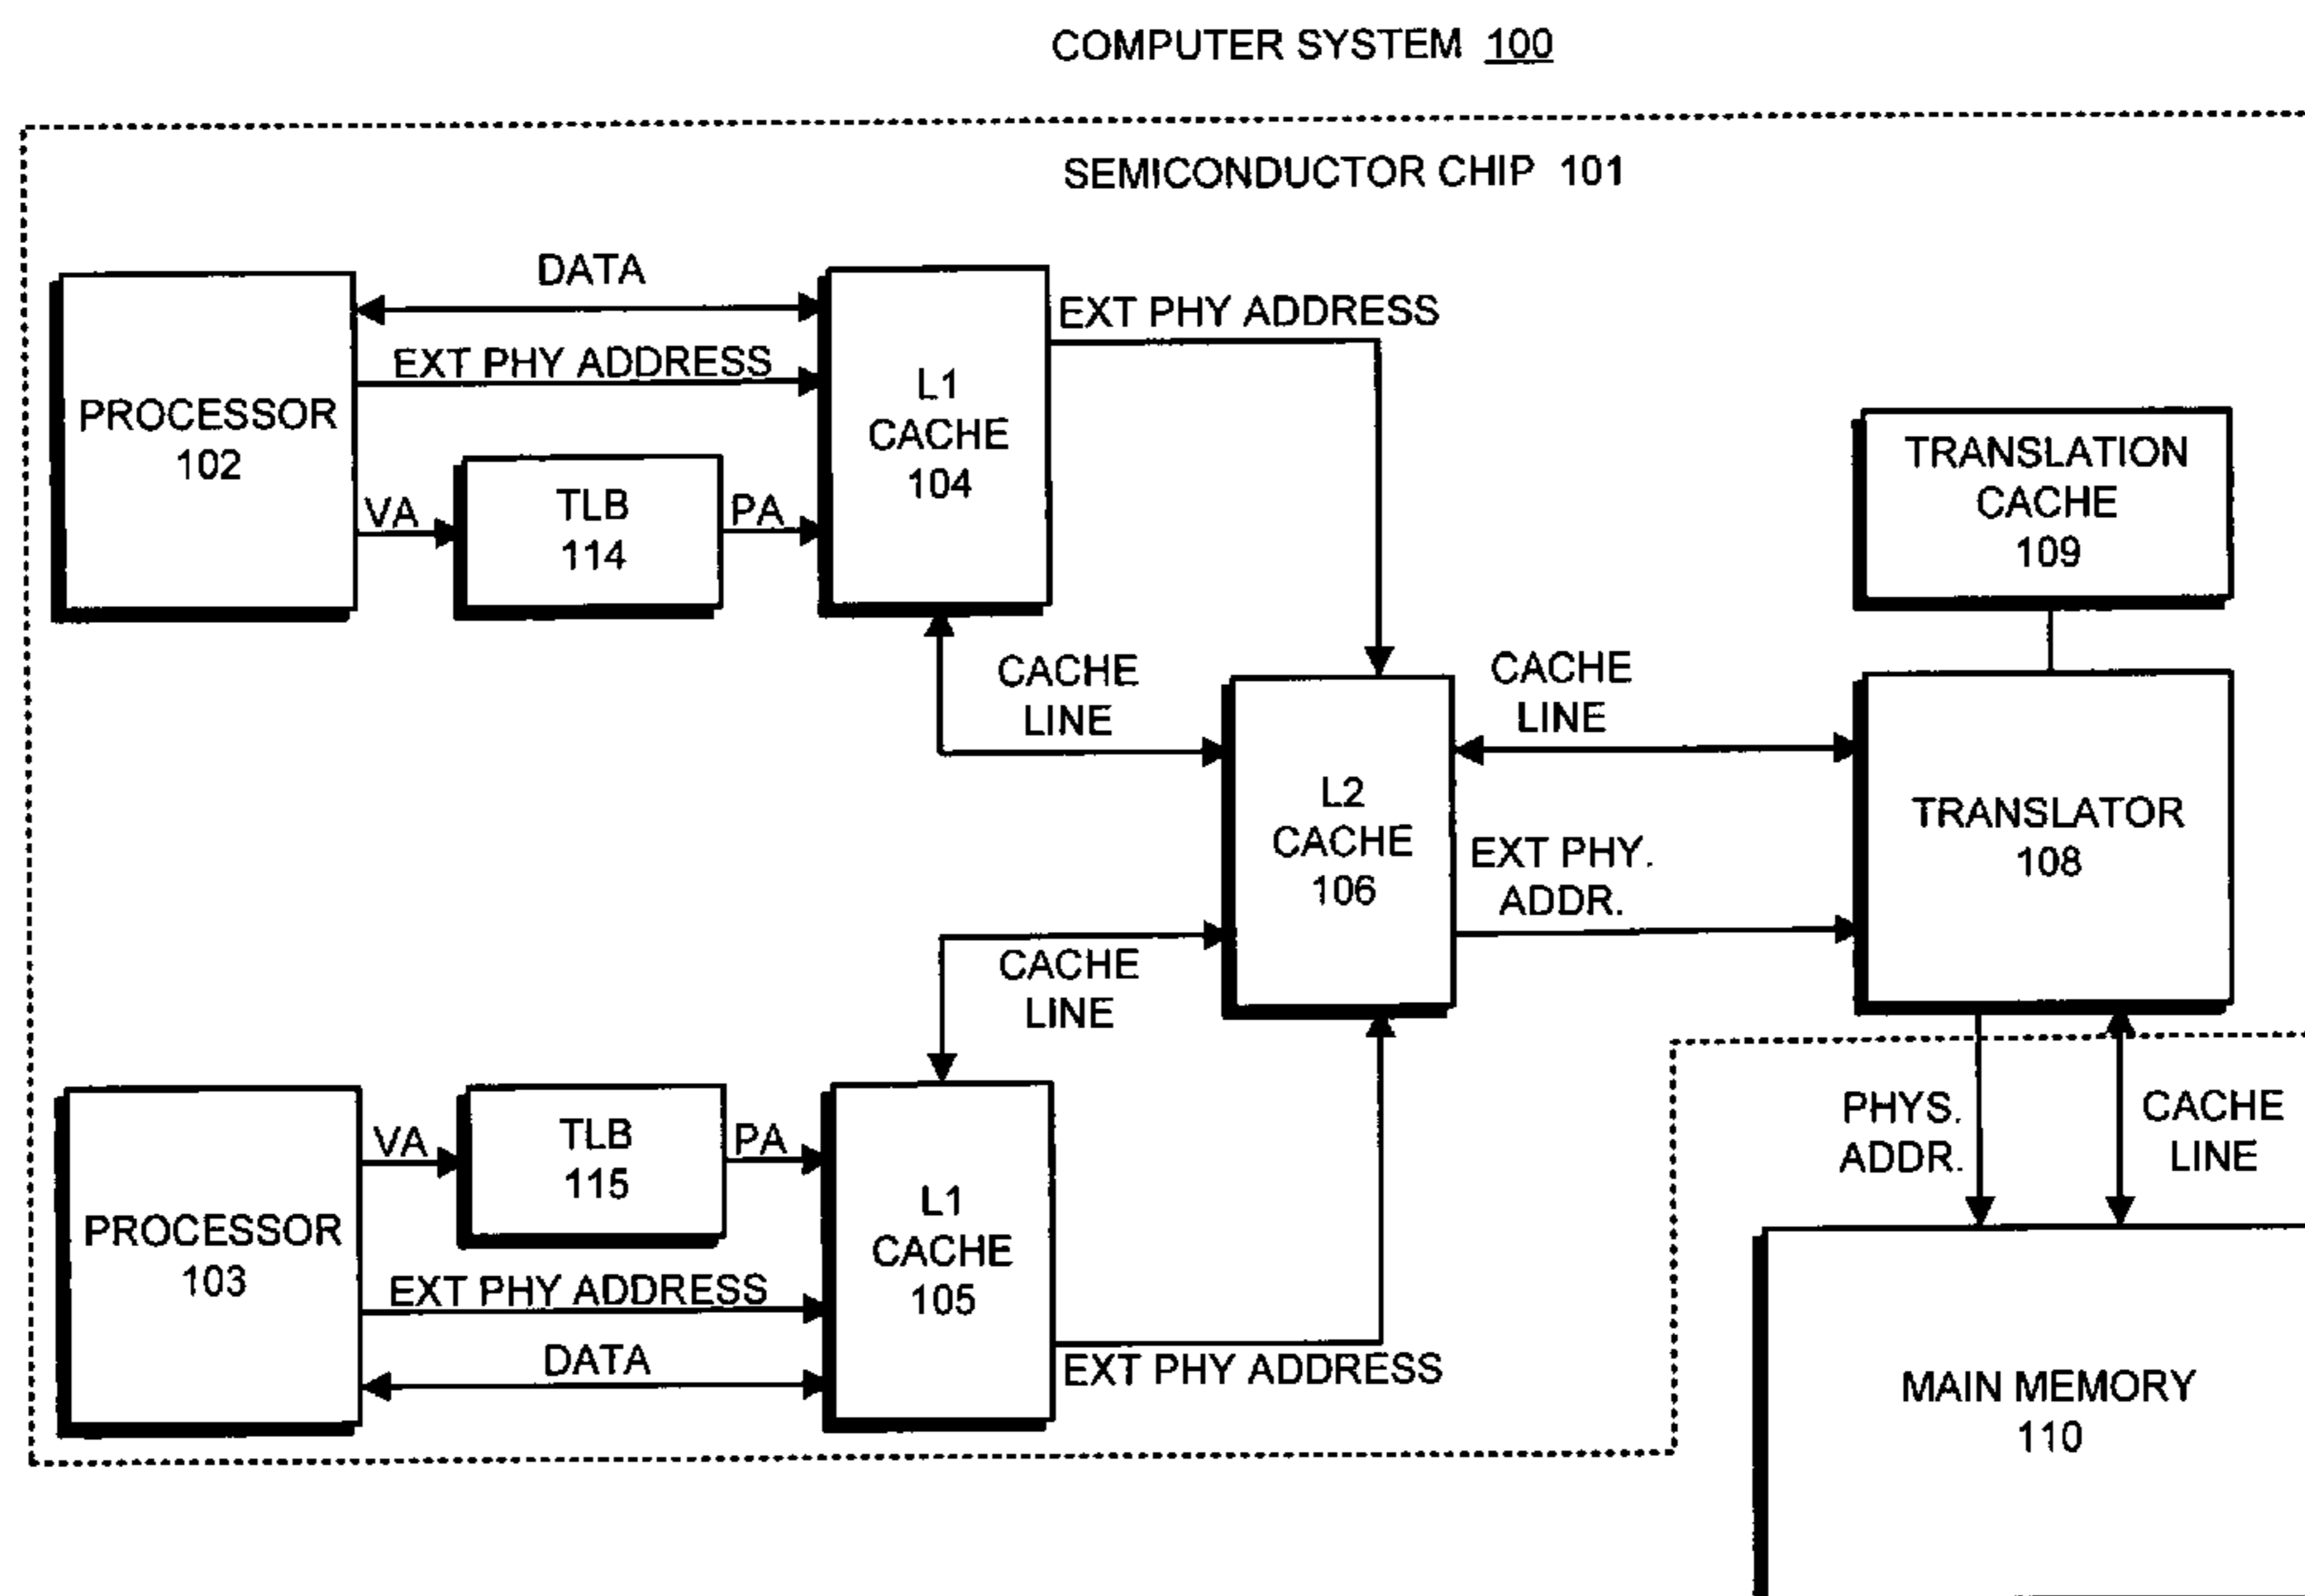 COMPUTER SYSTEM 100
SEMICONDUCTOR CHIP 101
DATA
EXT PHY ADDRESS
EXT PHY ADDRESS
PROCESSOR
102
L1
CACHE
104
VA
TLB
114
PA
TRANSLATION
CACHE
109
CACHE
LINE
CACHE
LINE
L2
CACHE
106
TRANSLATOR
108
EXT PHY.
ADDR.
CACHE
LINE
PHYS.
ADDR.
CACHE
LINE
VA
TLB
115
PA
PROCESSOR
103
L1
CACHE
105
EXT PHY ADDRESS
DATA
EXT PHY ADDRESS
MAIN MEMORY
110